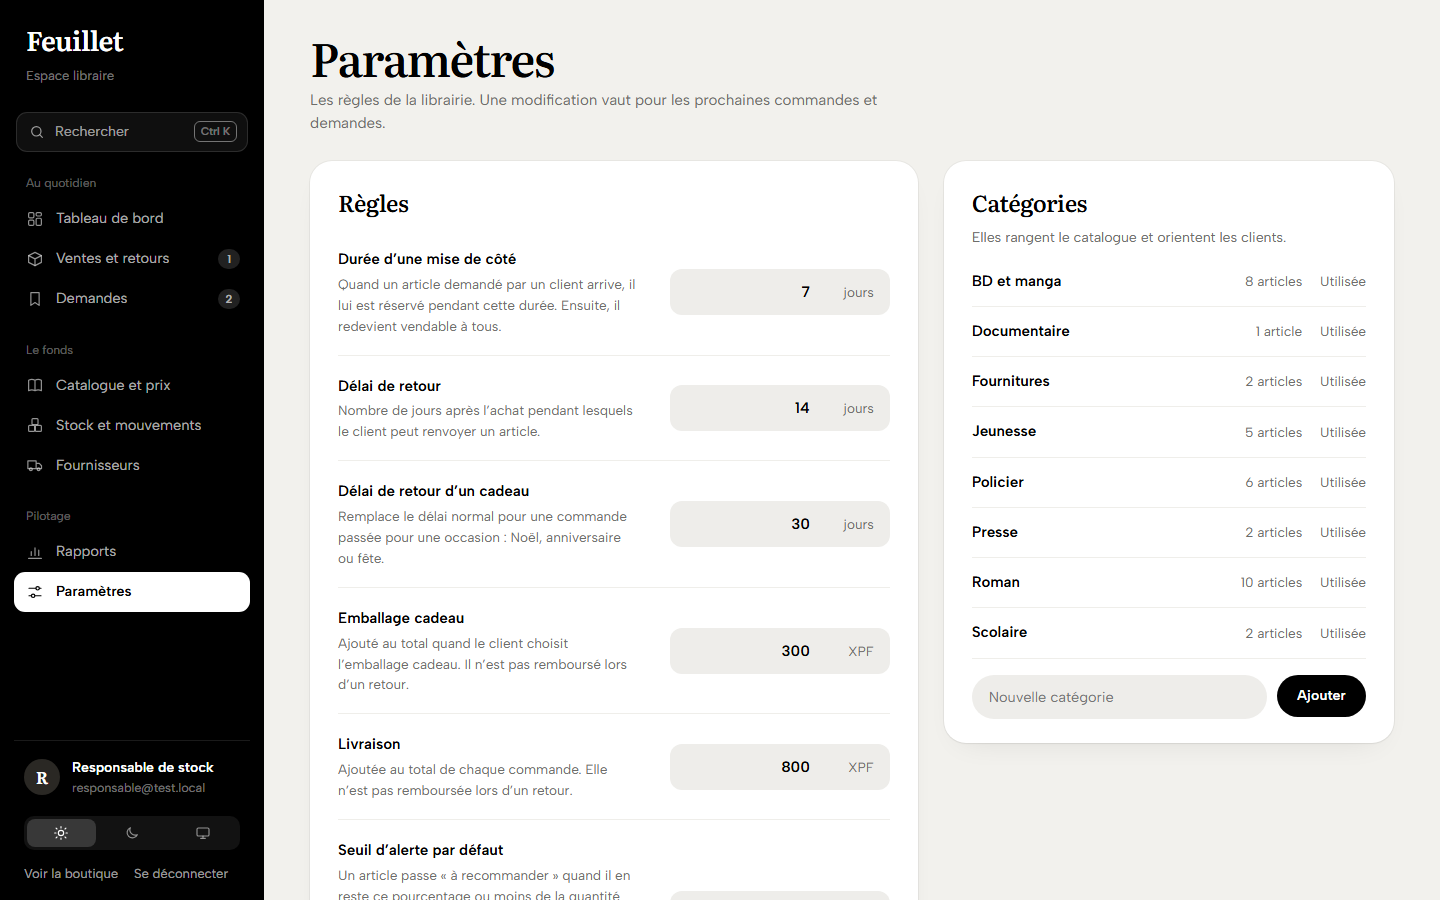 Feuillet
Espace libraire
Rechercher
Ctrl K
Au quotidien
Tableau de bord
Ventes et retours
1
Demandes
2
Le fonds
Catalogue et prix
Stock et mouvements
Fournisseurs
Pilotage
Rapports
Paramètres
R
Responsable de stock
responsable@test.local
Voir la boutique
Se déconnecter
Paramètres
Les règles de la librairie. Une modification vaut pour les prochaines commandes et
demandes.
Règles
Durée d’une mise de côté
Quand un article demandé par un client arrive, il
lui est réservé pendant cette durée. Ensuite, il
redevient vendable à tous.
7 jours
Délai de retour
Nombre de jours après l’achat pendant lesquels
le client peut renvoyer un article.
14 jours
Délai de retour d’un cadeau
Remplace le délai normal pour une commande
passée pour une occasion : Noël, anniversaire
ou fête.
30 jours
Emballage cadeau
Ajouté au total quand le client choisit
l’emballage cadeau. Il n’est pas remboursé lors
d’un retour.
300 XPF
Livraison
Ajoutée au total de chaque commande. Elle
n’est pas remboursée lors d’un retour.
800 XPF
Seuil d’alerte par défaut
Un article passe « à recommander » quand il en
reste ce pourcentage ou moins de la quantité
Catégories
Elles rangent le catalogue et orientent les clients.
BD et manga 8 articles Utilisée
Documentaire 1 article Utilisée
Fournitures 2 articles Utilisée
Jeunesse 5 articles Utilisée
Policier 6 articles Utilisée
Presse 2 articles Utilisée
Roman 10 articles Utilisée
Scolaire 2 articles Utilisée
Nouvelle catégorie
Ajouter